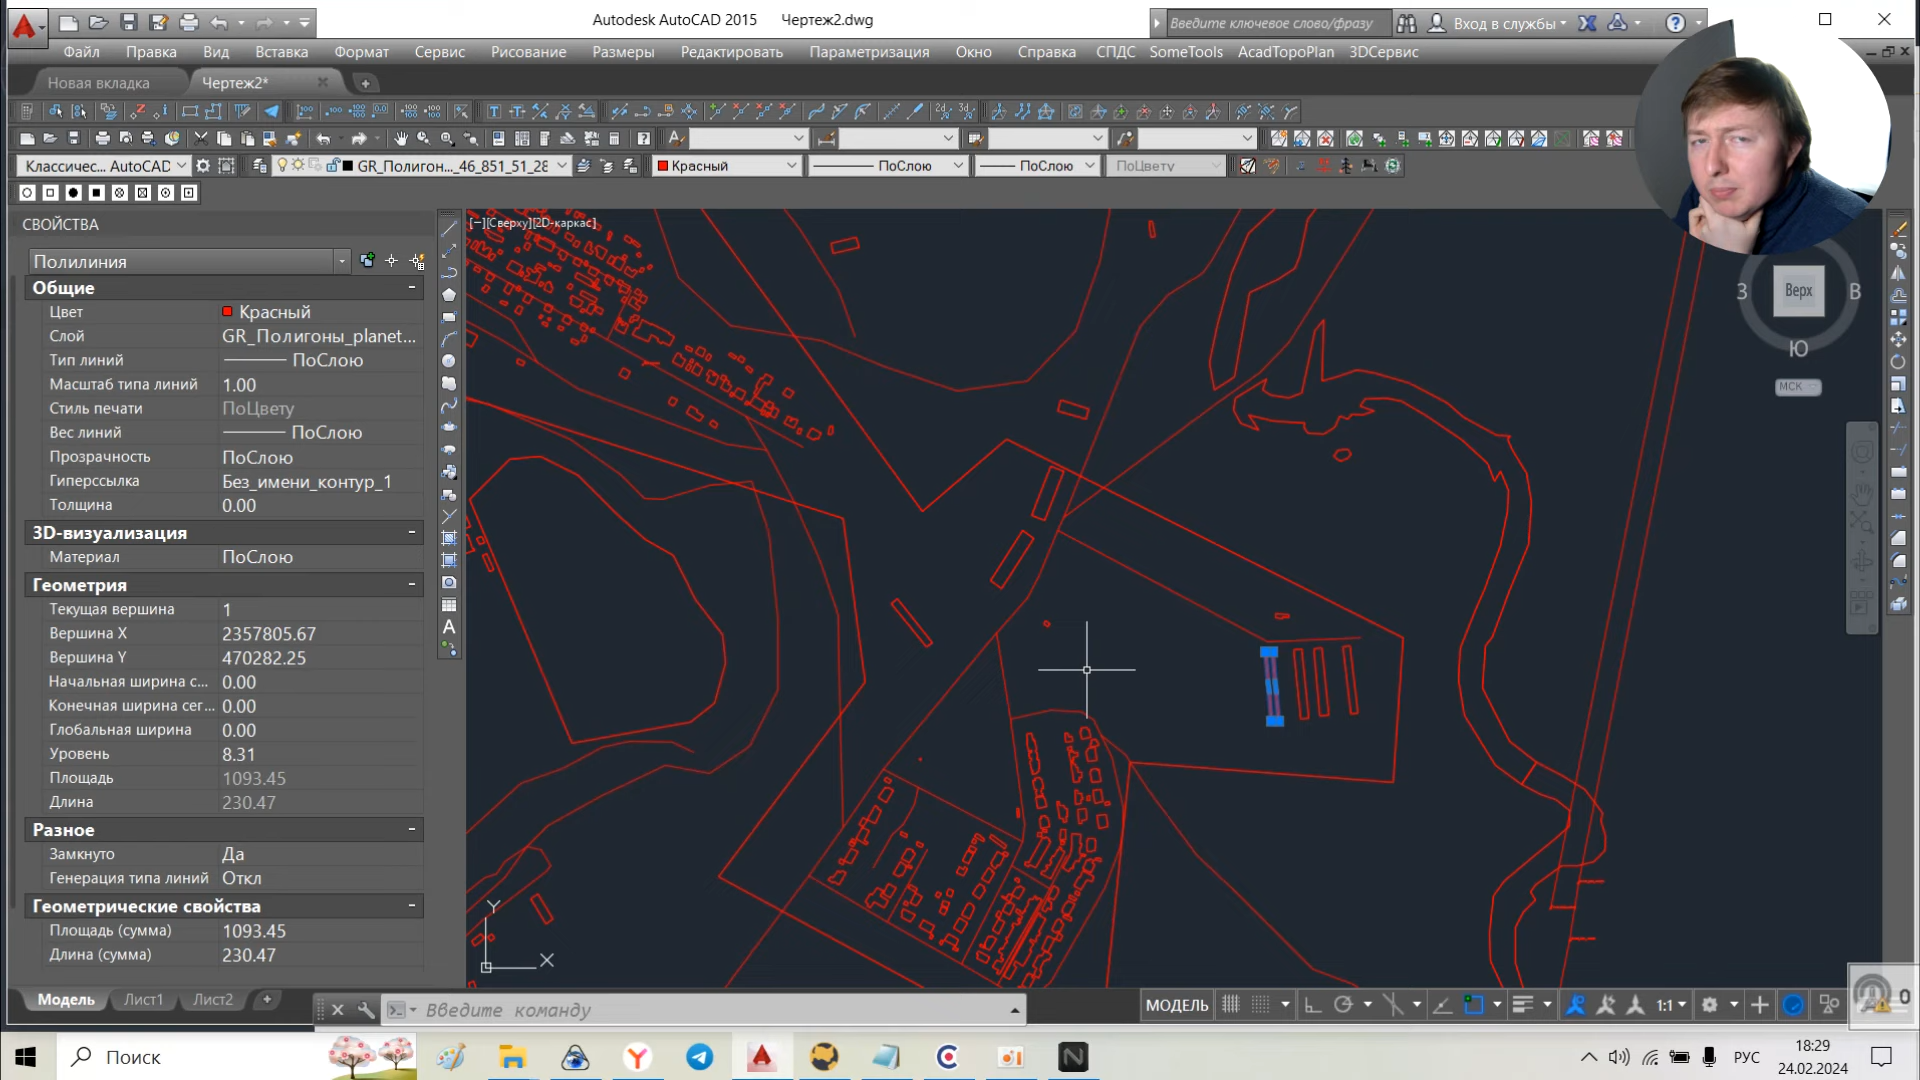 Autodesk AutoCAD 2015 Чертеж2.dwg
Введите ключевое слово/фразу
Вход в службы
Файл Правка Вид Вставка Формат Сервис Рисование Размеры Редактировать Параметризация Окно Справка СПДС SomeTools AcadTopoPlan 3DСервис
Новая вкладка Чертеж2*
Классичес... AutoCAD
GR_Полигон..._46_851_51_28
Красный
ПоСлою
ПоСлою
ПоЦвету
СВОЙСТВА
[−][Сверху][2D-каркас]
Полилиния
Общие
Цвет Красный
Слой GR_Полигоны_planet...
Тип линий ПоСлою
Масштаб типа линий 1.00
Стиль печати ПоЦвету
Вес линий ПоСлою
Прозрачность ПоСлою
Гиперссылка Без_имени_контур_1
Толщина 0.00
3D-визуализация
Материал ПоСлою
Геометрия
Текущая вершина 1
Вершина X 2357805.67
Вершина Y 470282.25
Начальная ширина с... 0.00
Конечная ширина сег... 0.00
Глобальная ширина 0.00
Уровень 8.31
Площадь 1093.45
Длина 230.47
Разное
Замкнуто Да
Генерация типа линий Откл
Геометрические свойства
Площадь (сумма) 1093.45
Длина (сумма) 230.47
З Верх В
Ю
МСК
Y
X
Модель Лист1 Лист2
Введите команду
МОДЕЛЬ
1:1
0
Поиск
РУС
18:29
24.02.2024